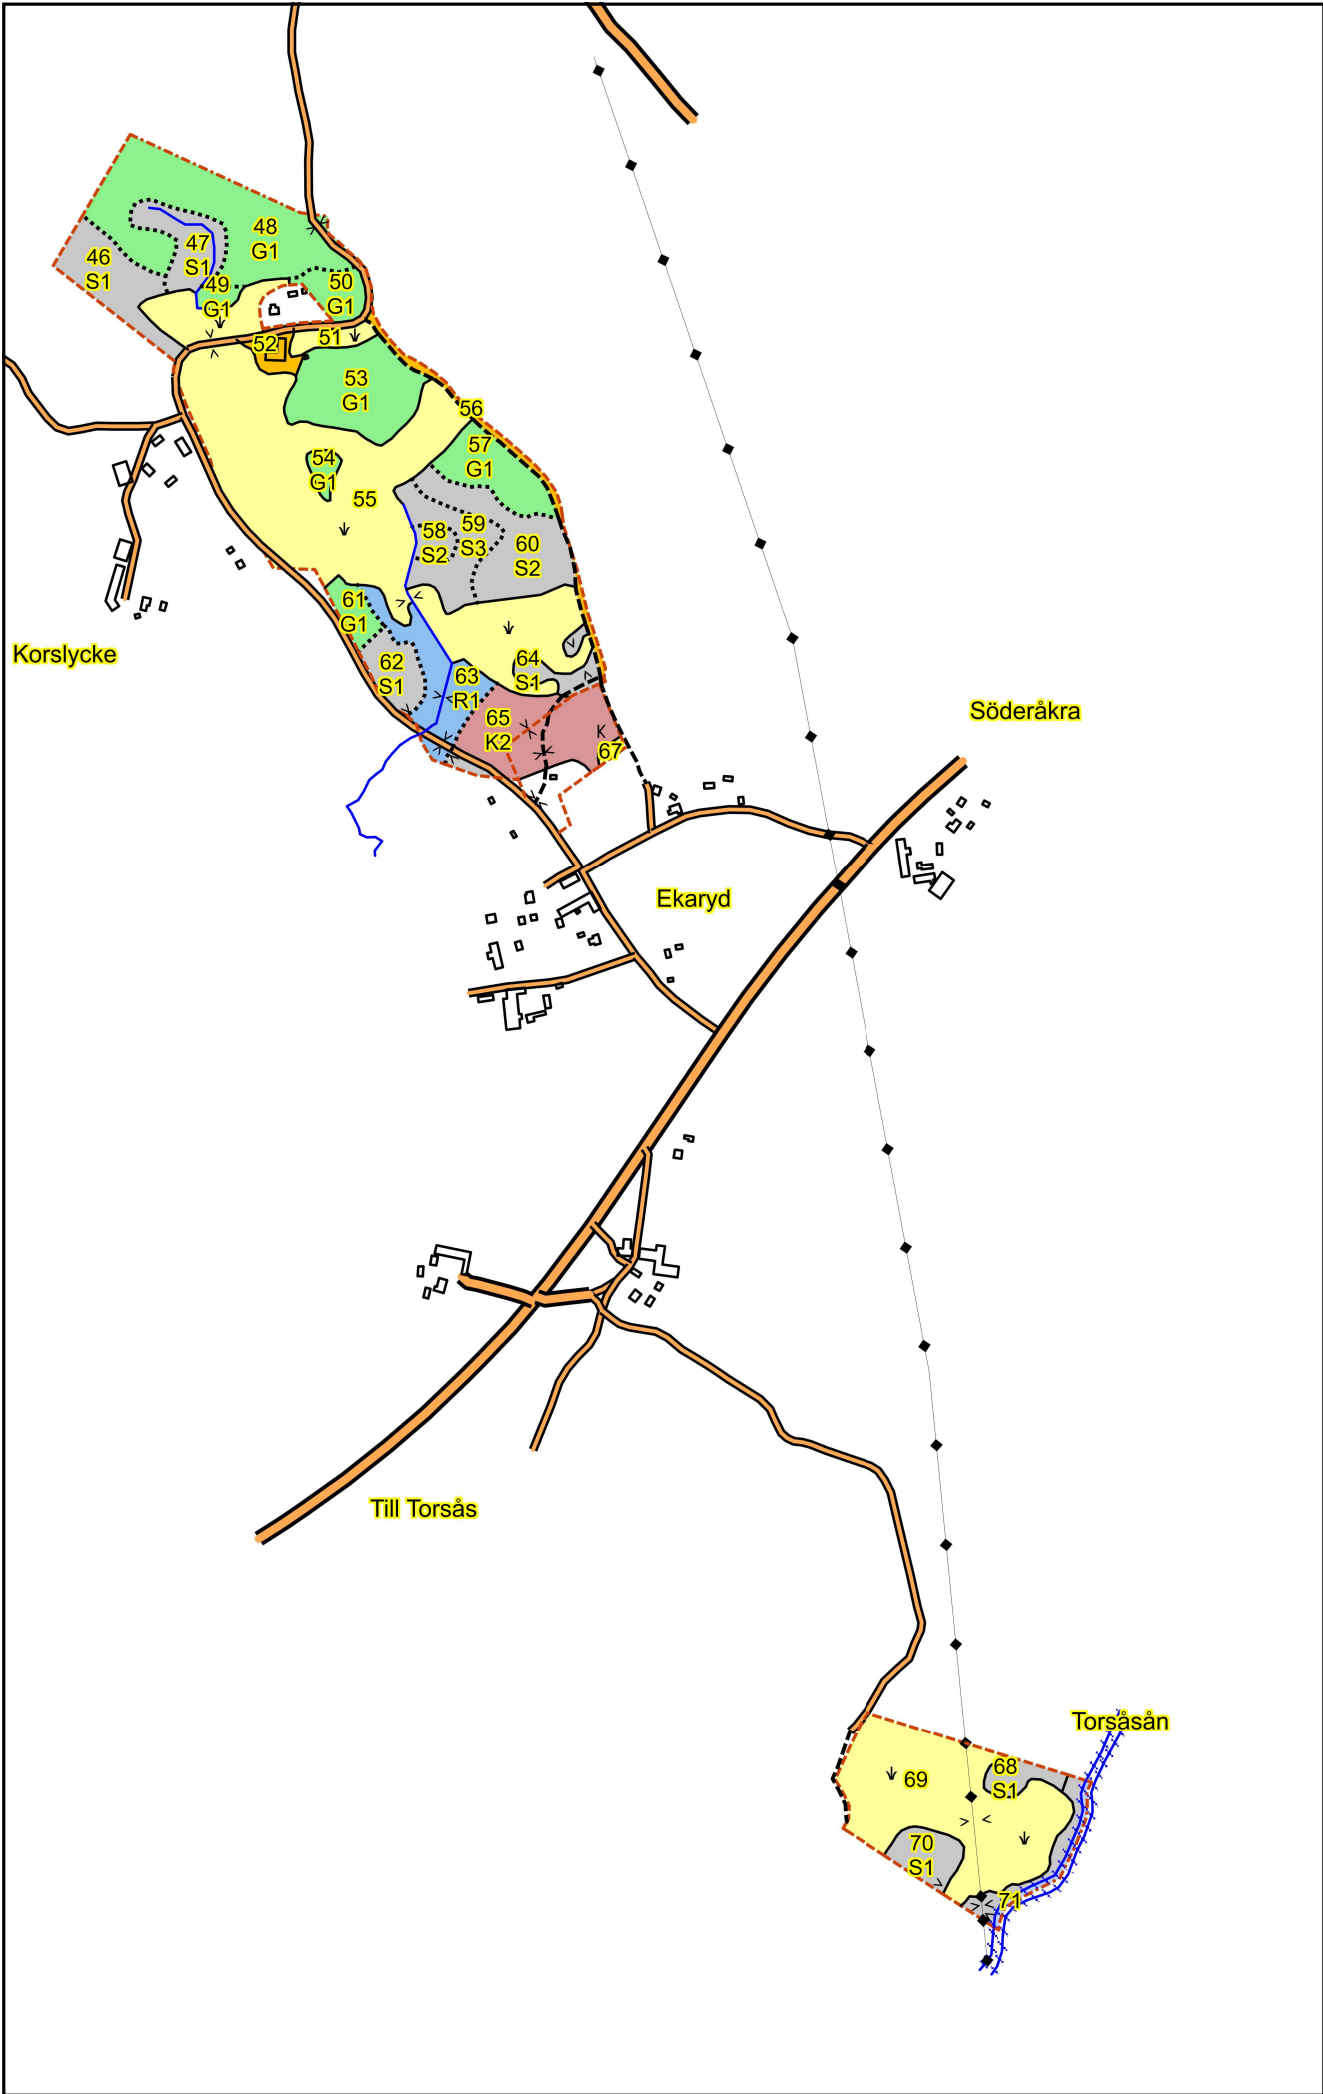 48
G1
47
S1
46
S1
49
G1
50
G1
51
52
53
G1
56
57
G1
54
G1
55
58
S2
59
S3
60
S2
61
G1
62
S1
63
R1
64
S1
65
K2
K
67
Korslycke
Söderåkra
Ekaryd
Till Torsås
Torsåsån
68
S1
69
70
S1
71